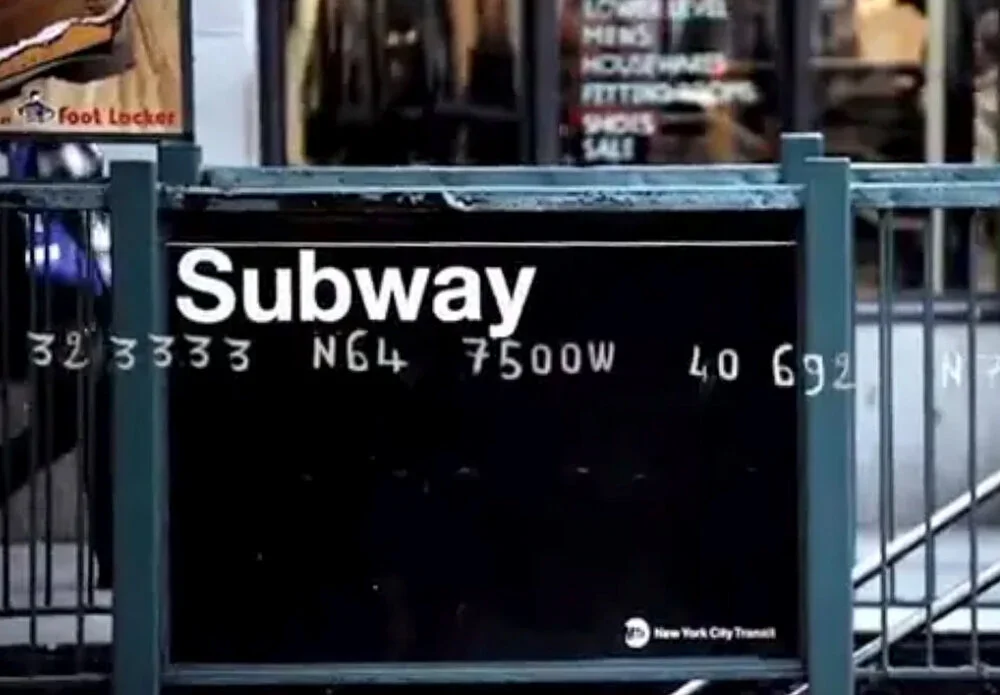 LOWER LEVEL
MENS
HOUSEWARES
FITTING ROOMS
SHOES
SALE
Foot Locker
Subway
32 3333 N64 7500W 40 692 N 7
New York City Transit